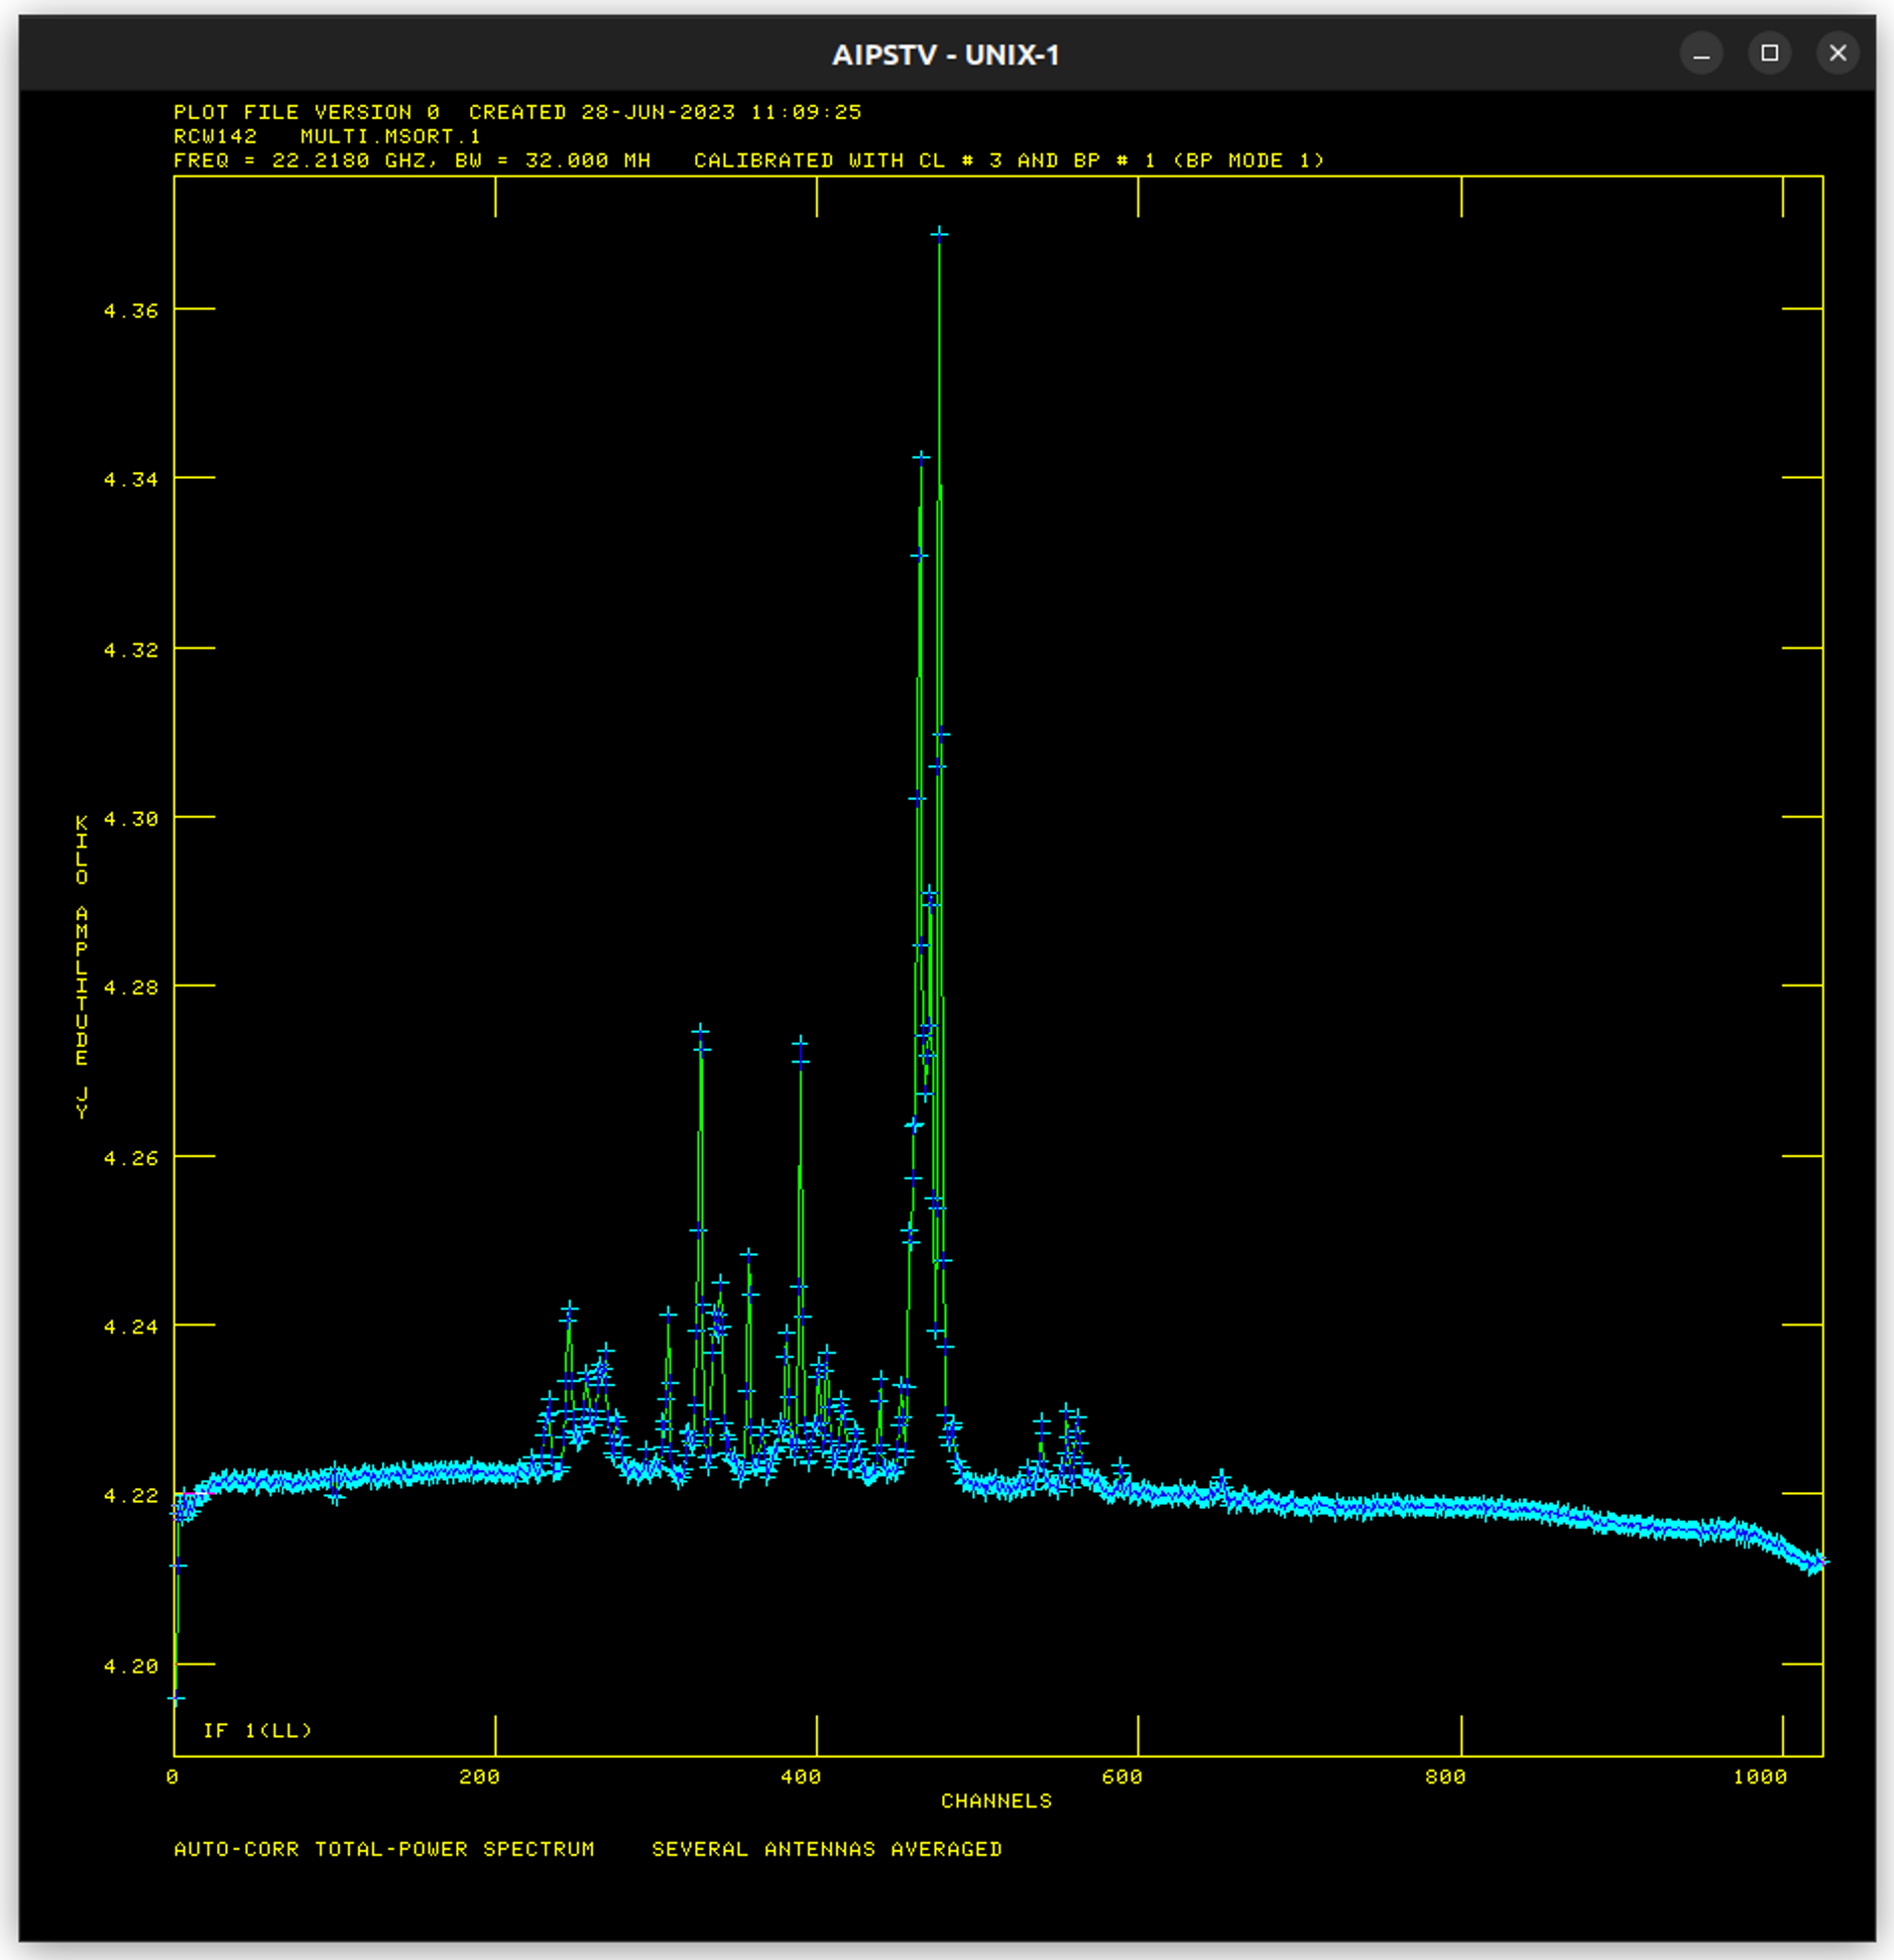 AIPSTV - UNIX-1
PLOT FILE VERSION 0 CREATED 28-JUN-2023 11:09:25
RCW142 MULTI.MSORT.1
FREQ = 22.2180 GHZ, BW = 32.000 MH CALIBRATED WITH CL # 3 AND BP # 1 (BP MODE 1)
4.36
4.34
4.32
4.30
4.28
4.26
4.24
4.22
4.20
KILO AMPLITUDE JY
IF 1(LL)
0 200 400 600 800 1000
CHANNELS
AUTO-CORR TOTAL-POWER SPECTRUM SEVERAL ANTENNAS AVERAGED